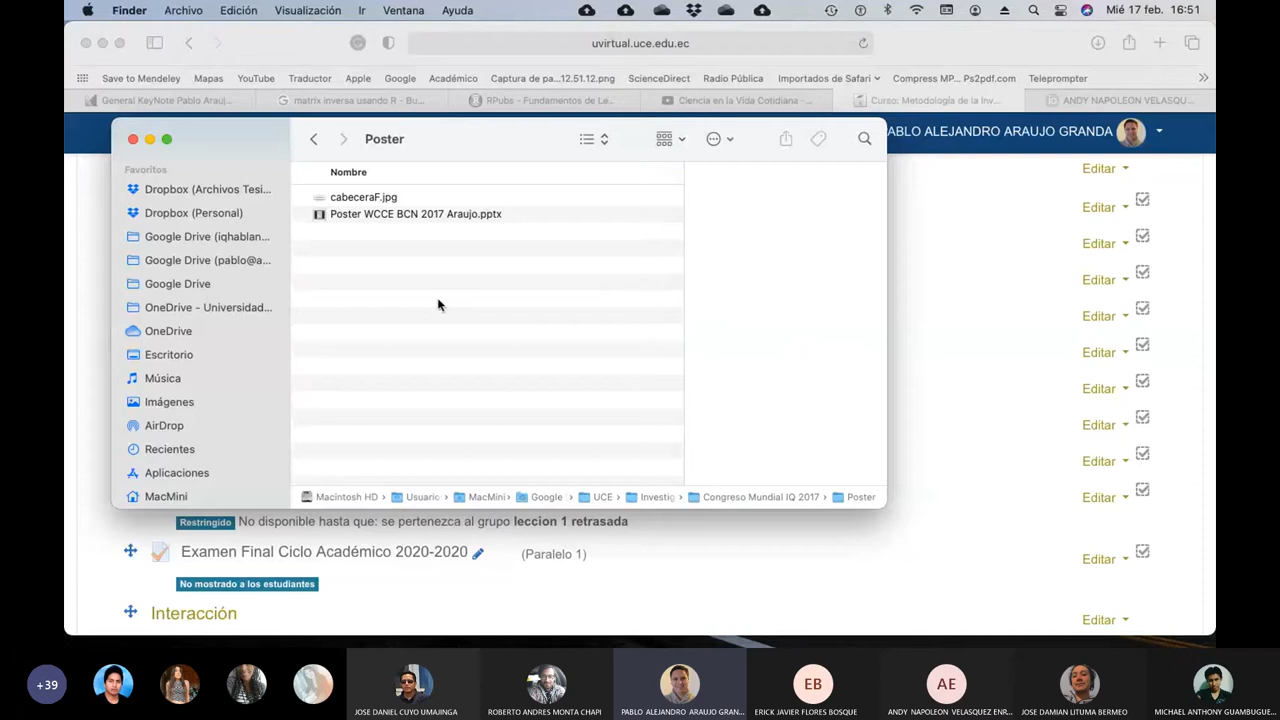 Finder Archivo Edición Visualización Ir Ventana Ayuda Mié 17 feb. 16:51
uvirtual.uce.edu.ec
Save to Mendeley Mapas YouTube Traductor Apple Google Académico Captura de pa...12.51.12.png ScienceDirect Radio Pública Importados de Safari Compress MP... Ps2pdf.com Teleprompter
General KeyNote Pablo Arauj... matrix inversa usando R - Bu... RPubs - Fundamentos de Le... Ciencia en la Vida Cotidiana - ... Curso: Metodología de la Inv... ANDY NAPOLEON VELASQU...
PABLO ALEJANDRO ARAUJO GRANDA
Poster
Favoritos
Dropbox (Archivos Tesi...
Dropbox (Personal)
Google Drive (iqhablan...
Google Drive (pablo@a...
Google Drive
OneDrive - Universidad...
OneDrive
Escritorio
Música
Imágenes
AirDrop
Recientes
Aplicaciones
MacMini
Nombre
cabeceraF.jpg
Poster WCCE BCN 2017 Araujo.pptx
Macintosh HD Usuario MacMini Google UCE Investig Congreso Mundial IQ 2017 Poster
Editar
Editar
Editar
Editar
Editar
Editar
Editar
Editar
Editar
Editar
Restringido No disponible hasta que: se pertenezca al grupo leccion 1 retrasada
Examen Final Ciclo Académico 2020-2020 (Paralelo 1) Editar
No mostrado a los estudiantes
Interacción Editar
+39
JOSE DANIEL CUYO UMAJINGA
ROBERTO ANDRES MONTA CHAPI
PABLO ALEJANDRO ARAUJO GRAN...
EB
ERICK JAVIER FLORES BOSQUE
AE
ANDY NAPOLEON VELASQUEZ ENR...
JOSE DAMIAN LITUMA BERMEO
MICHAEL ANTHONY GUAMBUGUE...